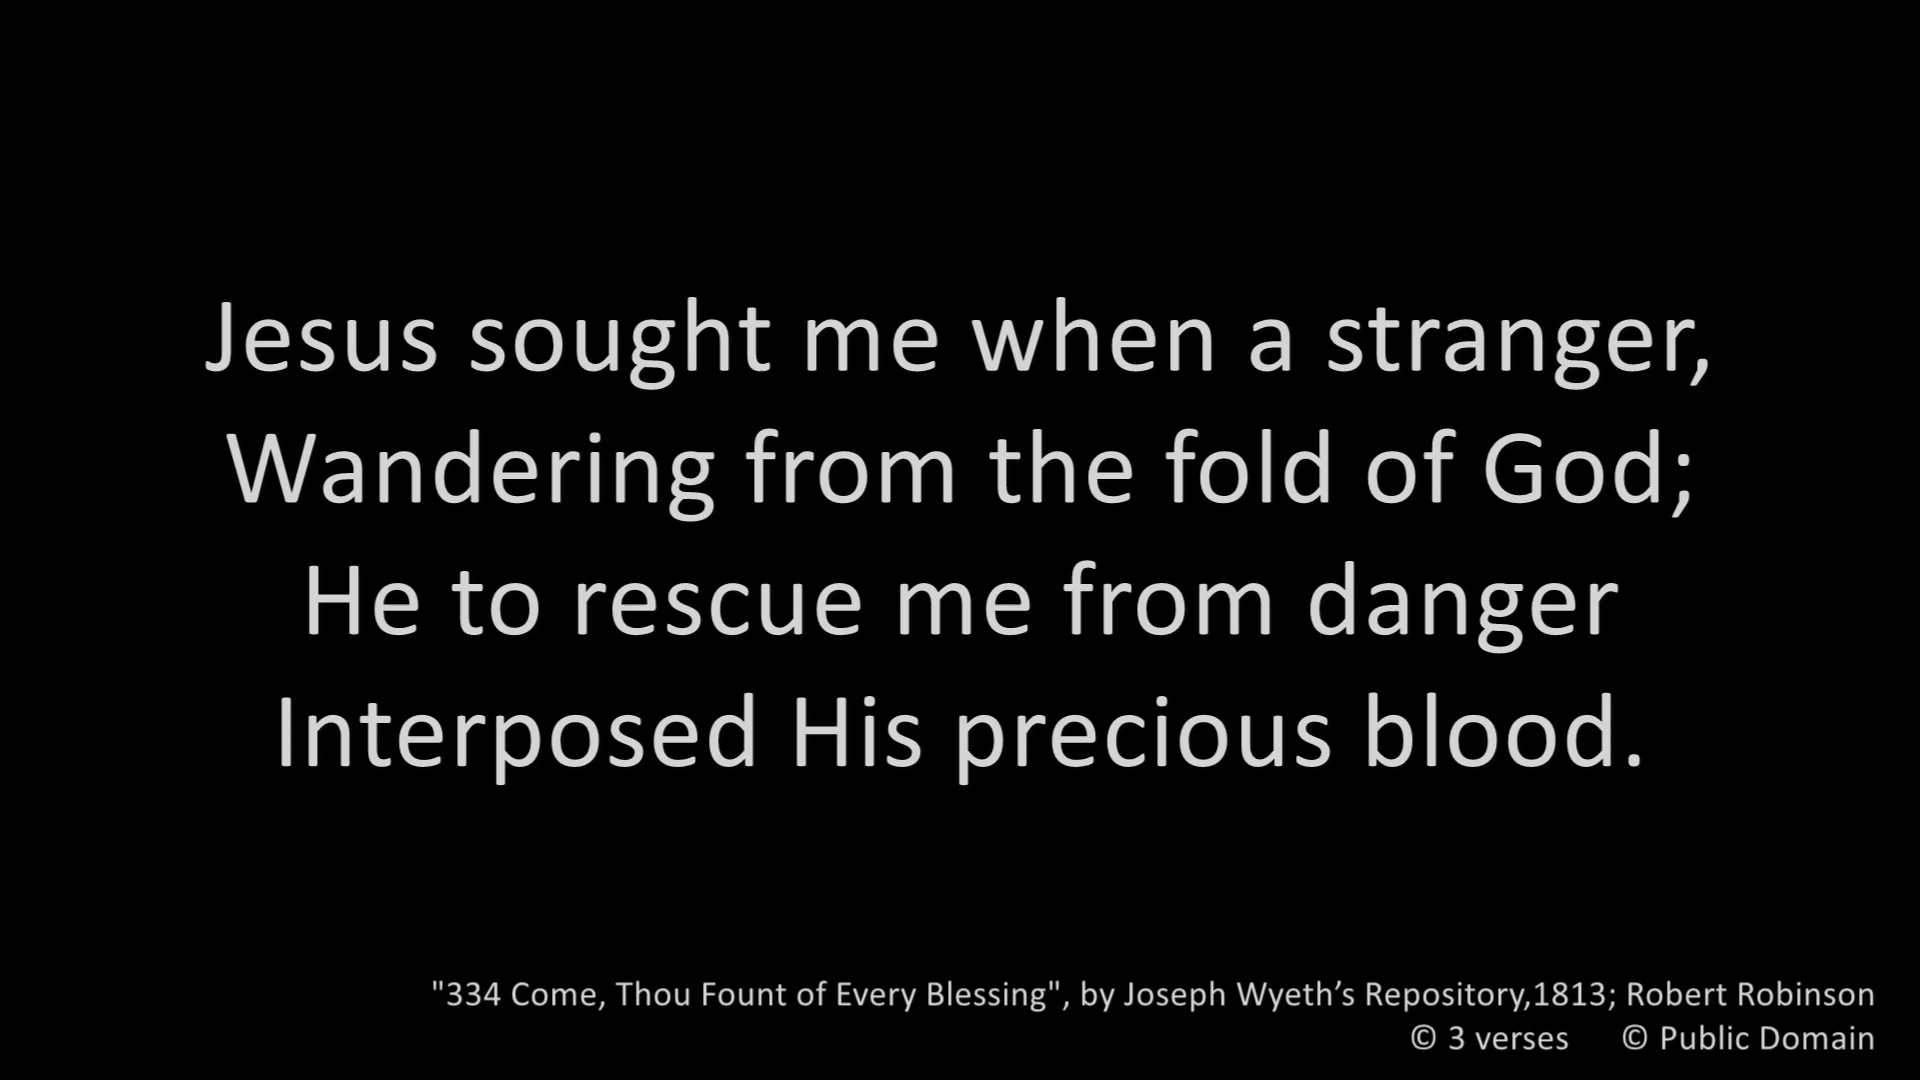 Jesus sought me when a stranger,
Wandering from the fold of God;
He to rescue me from danger
Interposed His precious blood.
"334 Come, Thou Fount of Every Blessing", by Joseph Wyeth’s Repository,1813; Robert Robinson
© 3 verses © Public Domain